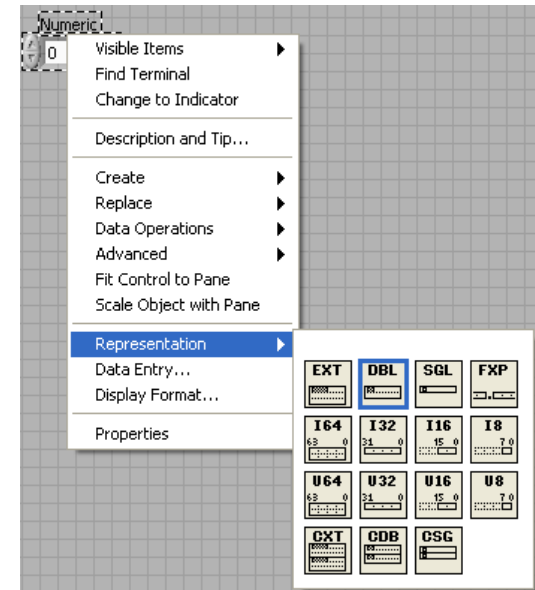 Numeric
0
Visible Items
Find Terminal
Change to Indicator
Description and Tip...
Create
Replace
Data Operations
Advanced
Fit Control to Pane
Scale Object with Pane
Representation
Data Entry...
Display Format...
Properties
EXT DBL SGL FXP
I64 I32 I16 I8
63 0 31 0 15 0 7 0
U64 U32 U16 U8
63 0 31 0 15 0 7 0
CXT CDB CSG